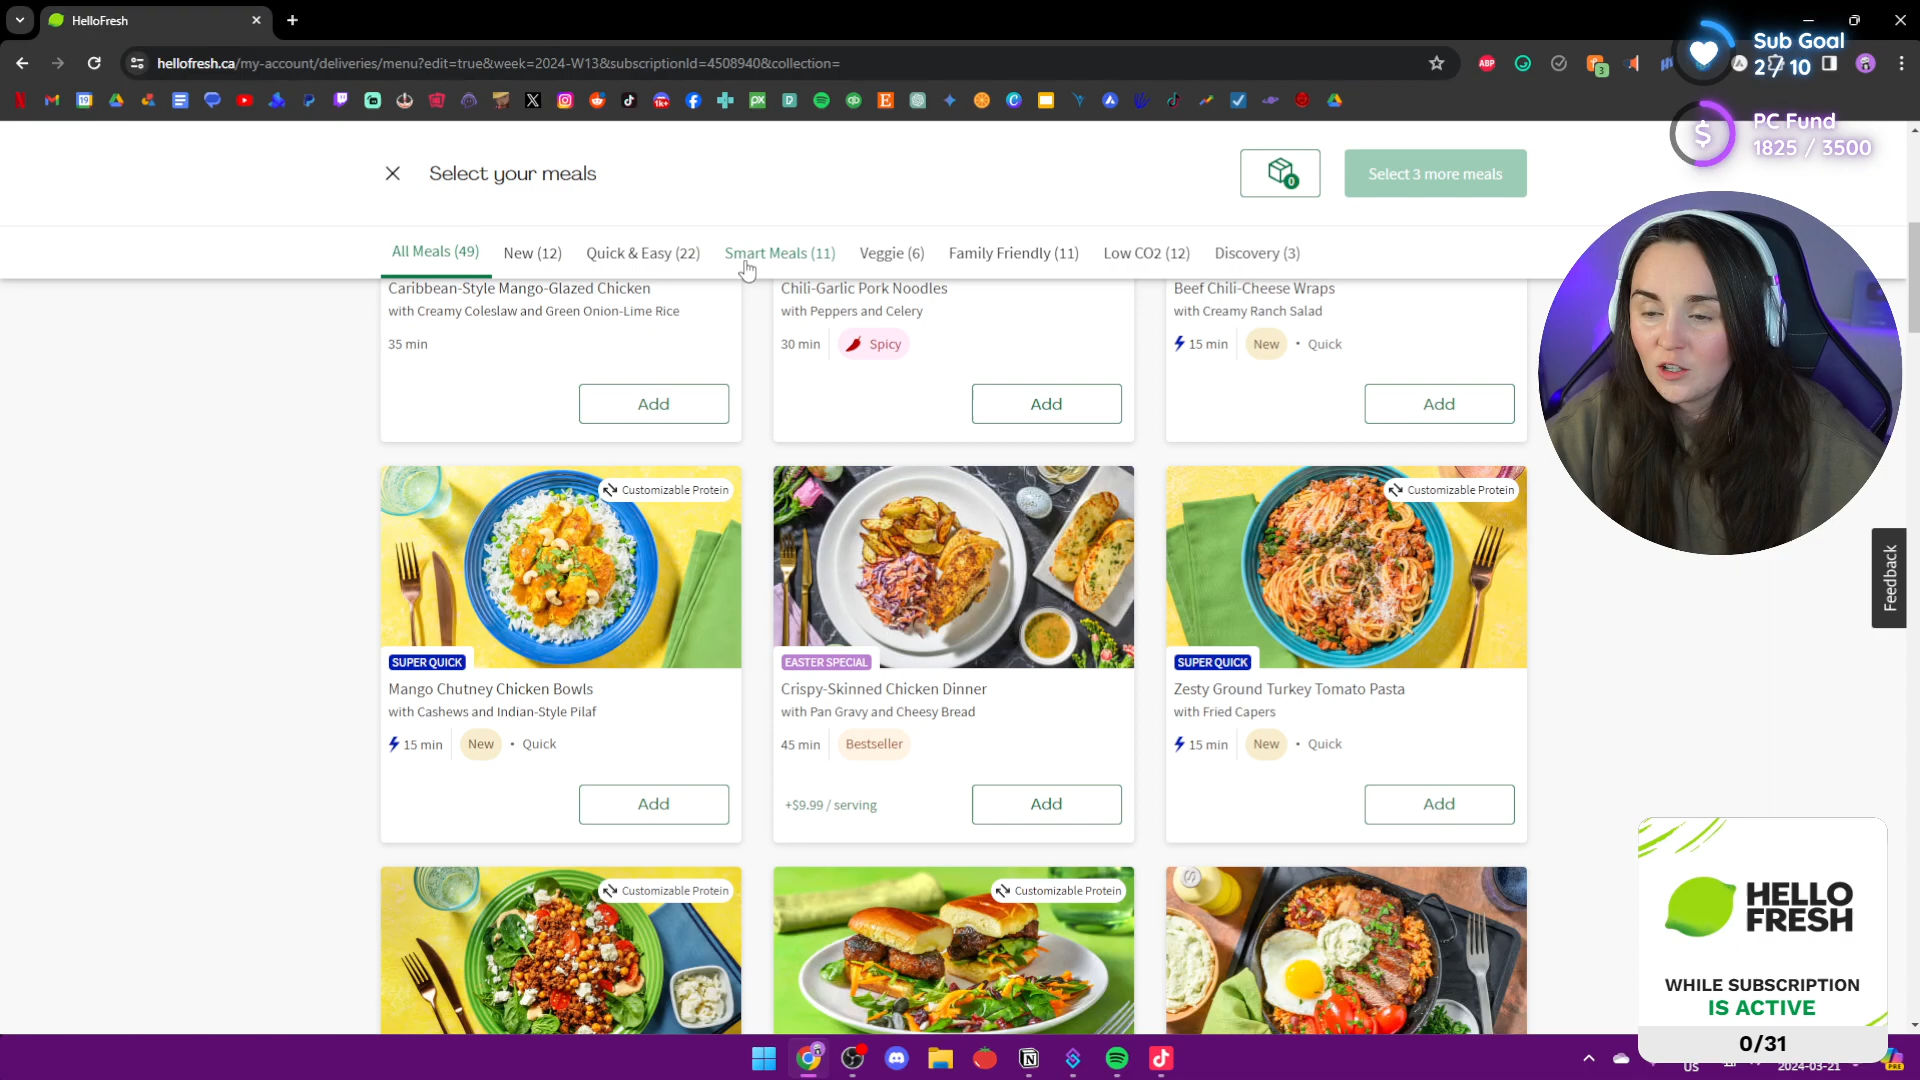 HelloFresh
hellofresh.ca/my-account/deliveries/menu?edit=true&week=2024-W13&subscriptionId=4508940&collection=
Sub Goal
2 / 10
PC Fund
1825 / 3500
Select your meals
0
Select 3 more meals
All Meals (49)
New (12)
Quick & Easy (22)
Smart Meals (11)
Veggie (6)
Family Friendly (11)
Low CO2 (12)
Discovery (3)
Caribbean-Style Mango-Glazed Chicken
with Creamy Coleslaw and Green Onion-Lime Rice
35 min
Add
Chili-Garlic Pork Noodles
with Peppers and Celery
30 min
Spicy
Add
Beef Chili-Cheese Wraps
with Creamy Ranch Salad
15 min
New
• Quick
Add
Customizable Protein
SUPER QUICK
Mango Chutney Chicken Bowls
with Cashews and Indian-Style Pilaf
15 min
New
• Quick
Add
EASTER SPECIAL
Crispy-Skinned Chicken Dinner
with Pan Gravy and Cheesy Bread
45 min
Bestseller
+$9.99 / serving
Add
Customizable Protein
SUPER QUICK
Zesty Ground Turkey Tomato Pasta
with Fried Capers
15 min
New
• Quick
Add
Customizable Protein
Customizable Protein
Feedback
HELLO
FRESH
WHILE SUBSCRIPTION
IS ACTIVE
0/31
US
2024-03-21